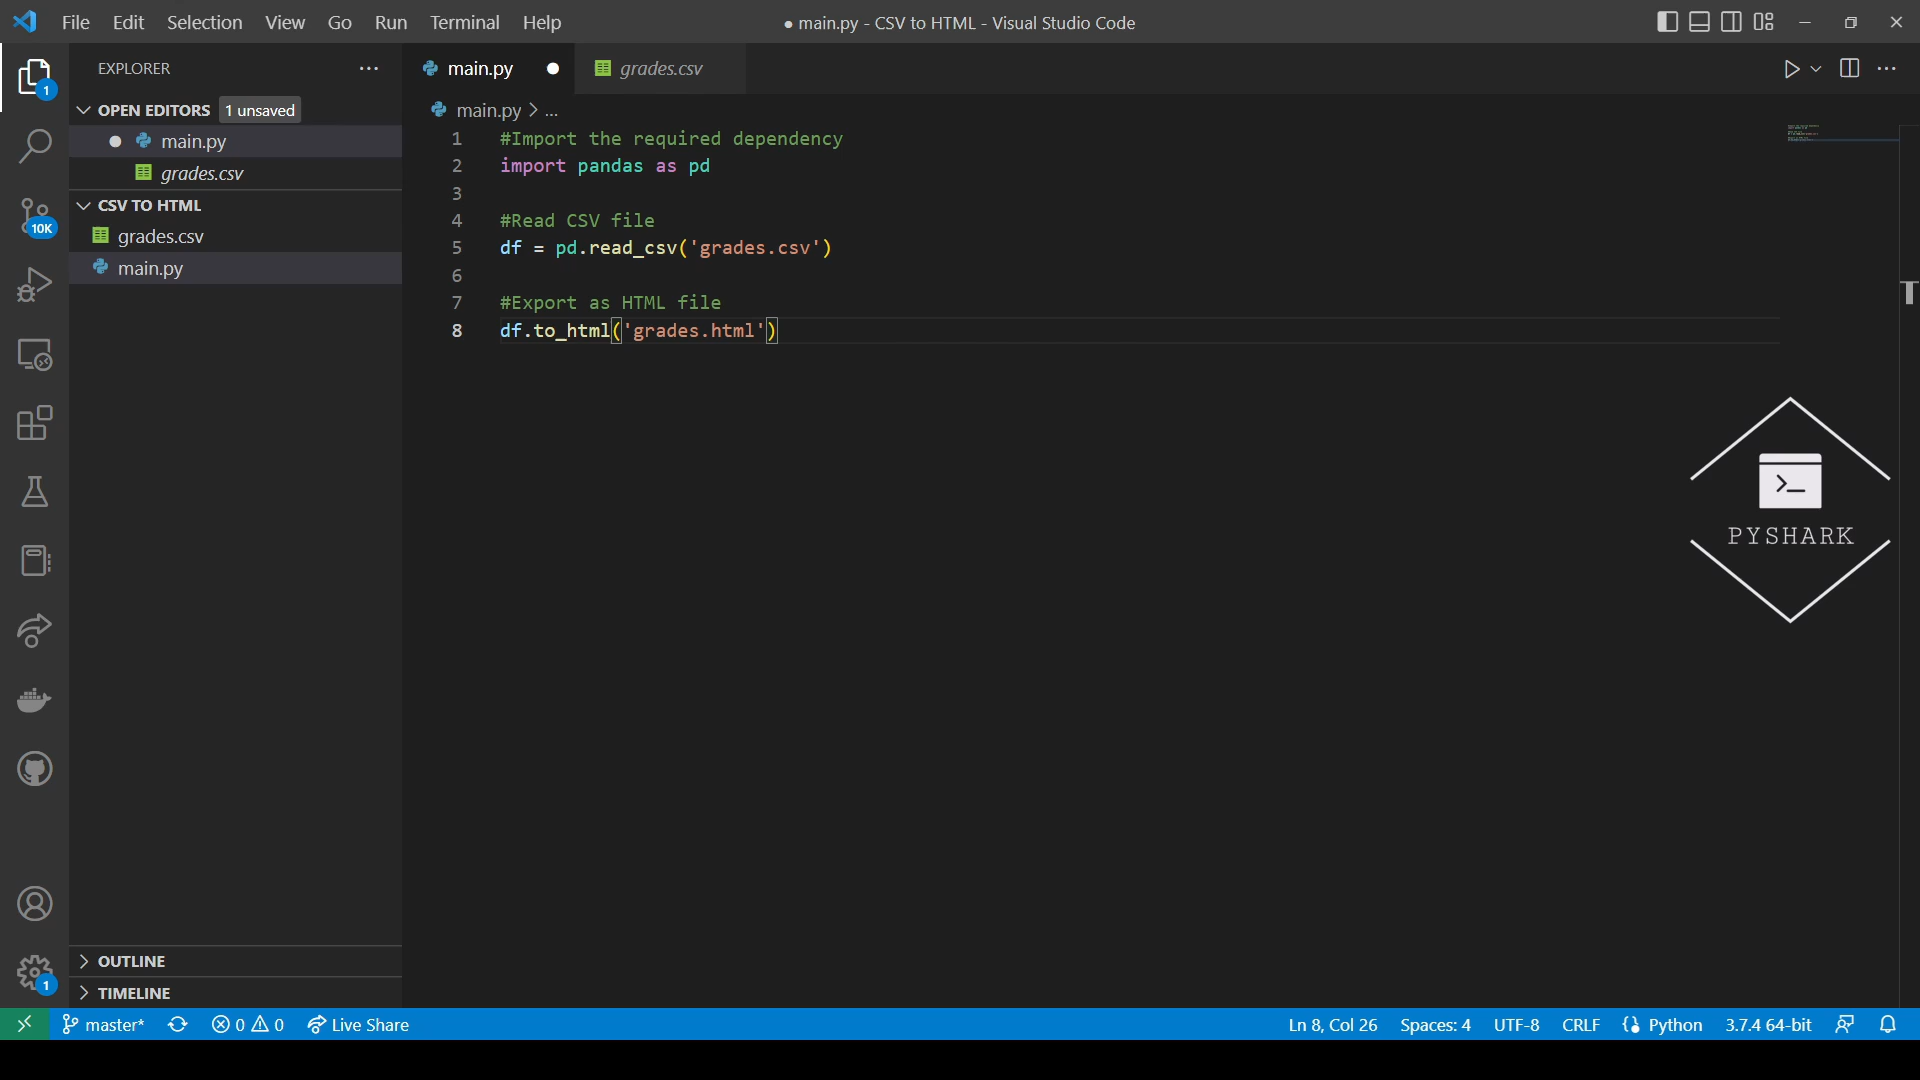 File Edit Selection View Go Run Terminal Help
● main.py - CSV to HTML - Visual Studio Code
EXPLORER
OPEN EDITORS 1 unsaved
main.py
grades.csv
CSV TO HTML
grades.csv
main.py
OUTLINE
TIMELINE
1
10K
1
main.py
grades.csv
main.py > ...
1 #Import the required dependency
2 import pandas as pd
3
4 #Read CSV file
5 df = pd.read_csv('grades.csv')
6
7 #Export as HTML file
8 df.to_html('grades.html')
PYSHARK
master* 0 0 Live Share
Ln 8, Col 26 Spaces: 4 UTF-8 CRLF Python 3.7.4 64-bit